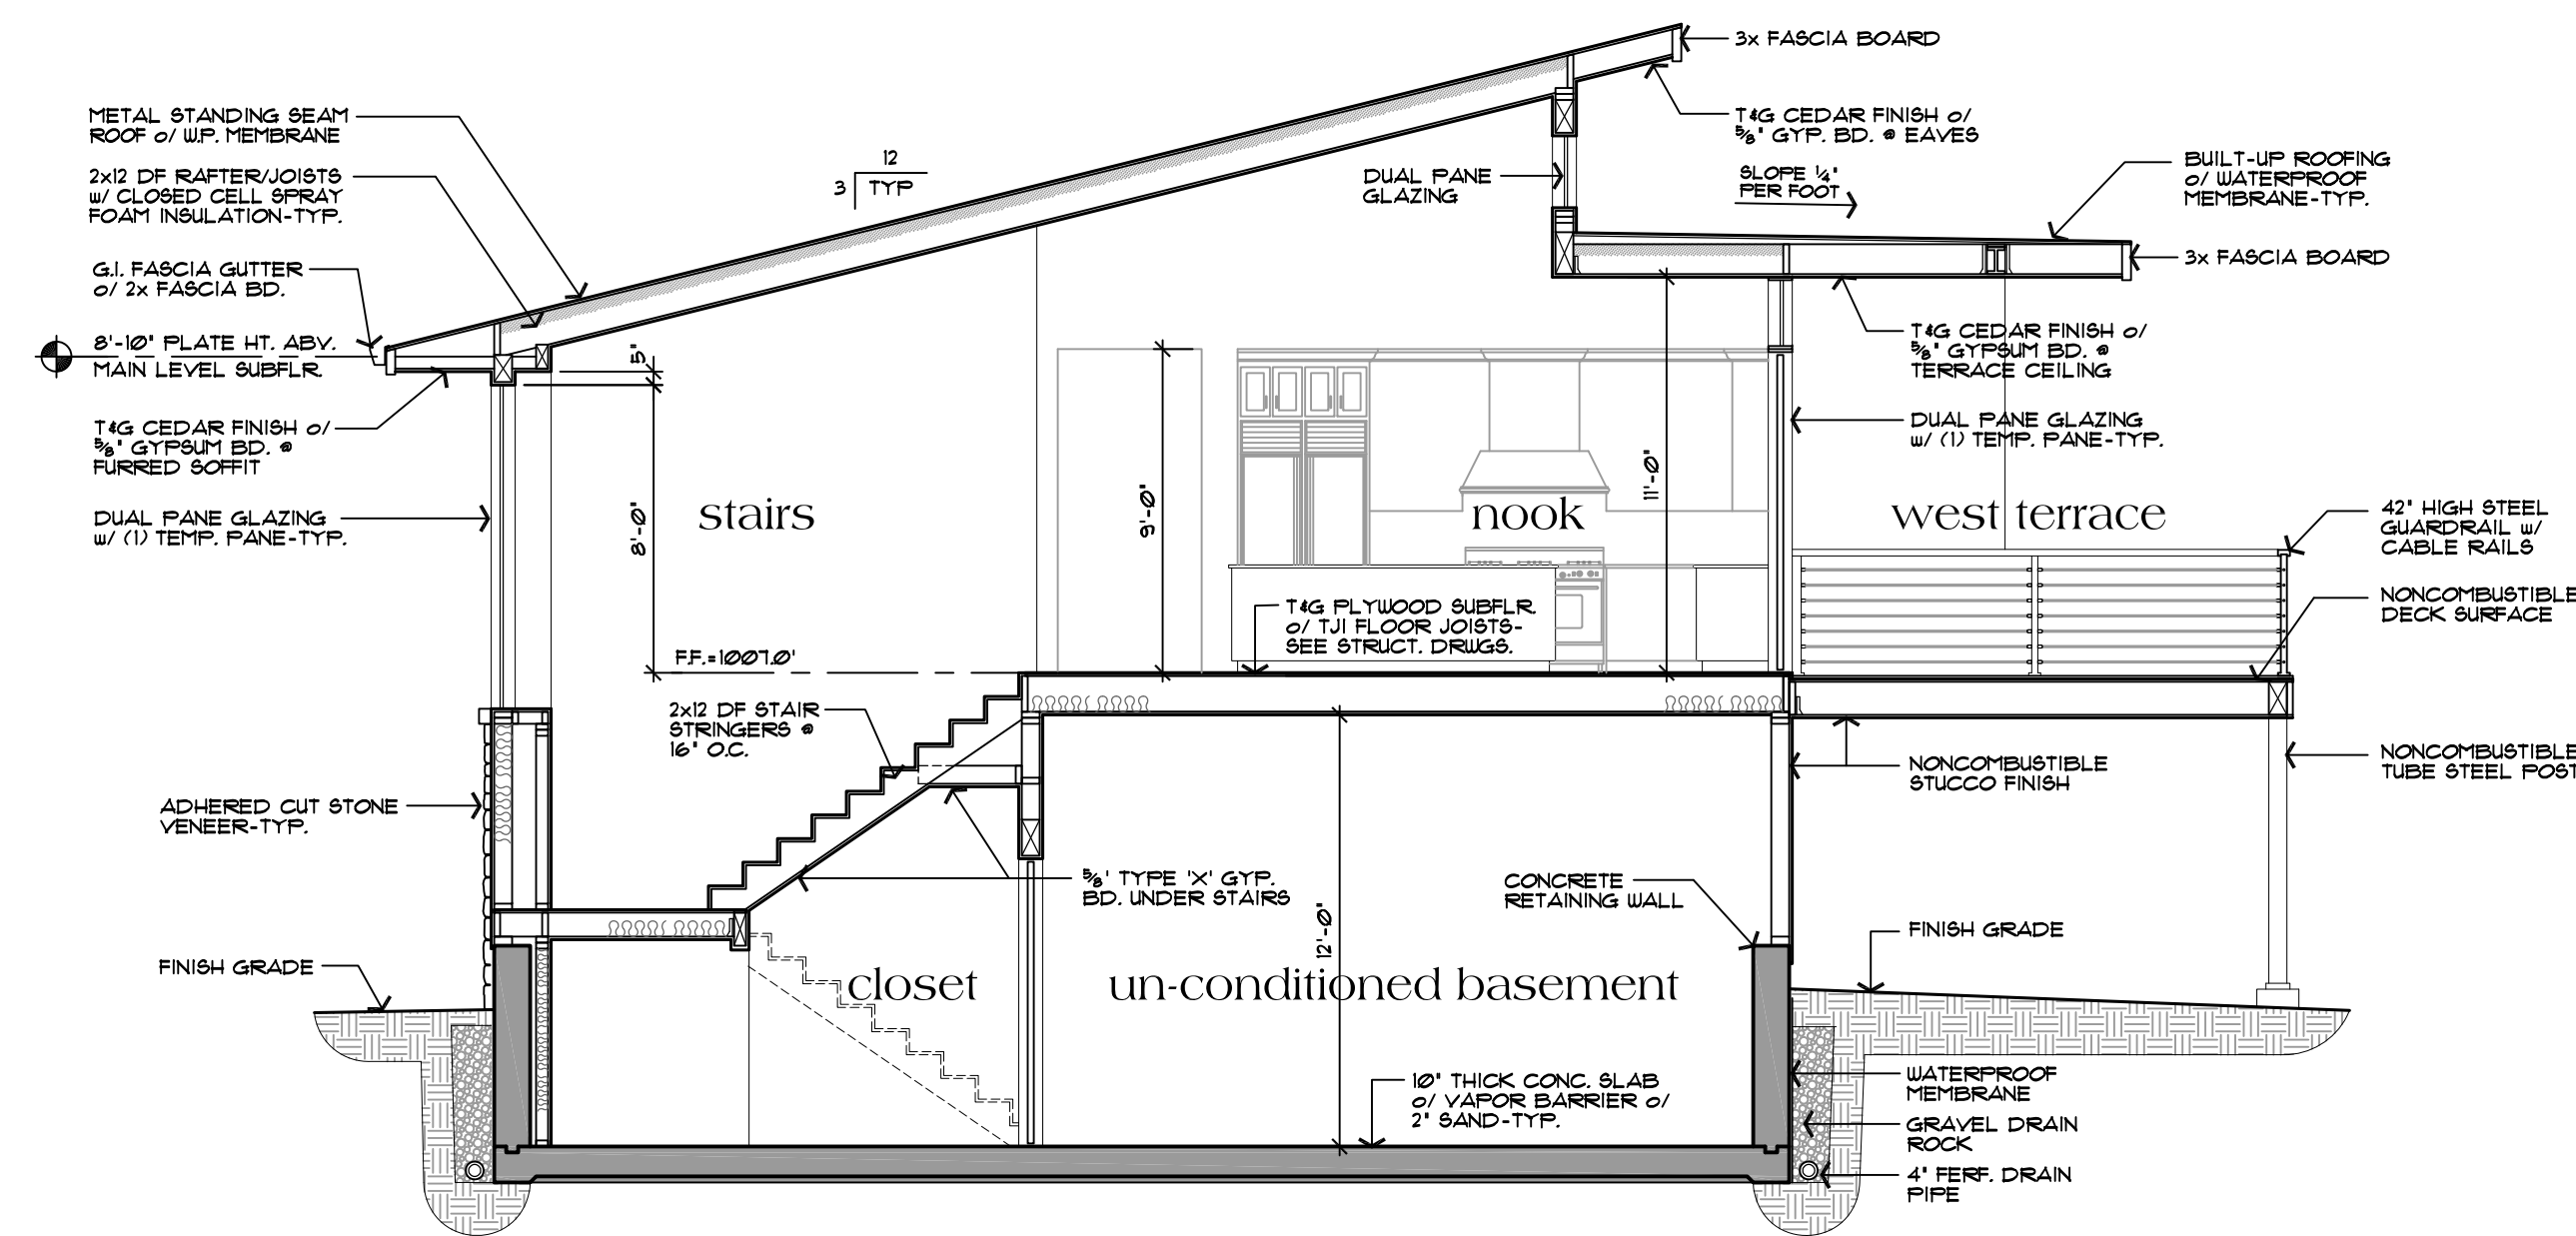 3x FASCIA BOARD
METAL STANDING SEAM
ROOF o/ W.P. MEMBRANE
T&G CEDAR FINISH o/
5/8" GYP. BD. @ EAVES
12
3 TYP
DUAL PANE
GLAZING
SLOPE 1/4"
PER FOOT
BUILT-UP ROOFING
o/ WATERPROOF
MEMBRANE-TYP.
2x12 DF RAFTER/JOISTS
w/ CLOSED CELL SPRAY
FOAM INSULATION-TYP.
G.I. FASCIA GUTTER
o/ 2x FASCIA BD.
3x FASCIA BOARD
8'-10" PLATE HT. ABV.
MAIN LEVEL SUBFLR.
5"
T&G CEDAR FINISH o/
5/8" GYPSUM BD. @
TERRACE CEILING
T&G CEDAR FINISH o/
5/8" GYPSUM BD. @
FURRED SOFFIT
DUAL PANE GLAZING
w/ (1) TEMP. PANE-TYP.
DUAL PANE GLAZING
w/ (1) TEMP. PANE-TYP.
8'-0"
stairs
9'-0"
nook
11'-0"
west terrace
42" HIGH STEEL
GUARDRAIL w/
CABLE RAILS
T&G PLYWOOD SUBFLR.
o/ TJI FLOOR JOISTS-
SEE STRUCT. DRWGS.
NONCOMBUSTIBLE
DECK SURFACE
F.F.=1007.0'
2x12 DF STAIR
STRINGERS @
16" O.C.
NONCOMBUSTIBLE
STUCCO FINISH
NONCOMBUSTIBLE
TUBE STEEL POST
ADHERED CUT STONE
VENEER-TYP.
5/8' TYPE 'X' GYP.
BD. UNDER STAIRS
12'-0"
CONCRETE
RETAINING WALL
FINISH GRADE
FINISH GRADE
closet
un-conditioned basement
10" THICK CONC. SLAB
o/ VAPOR BARRIER o/
2" SAND-TYP.
WATERPROOF
MEMBRANE
GRAVEL DRAIN
ROCK
4" FERF. DRAIN
PIPE